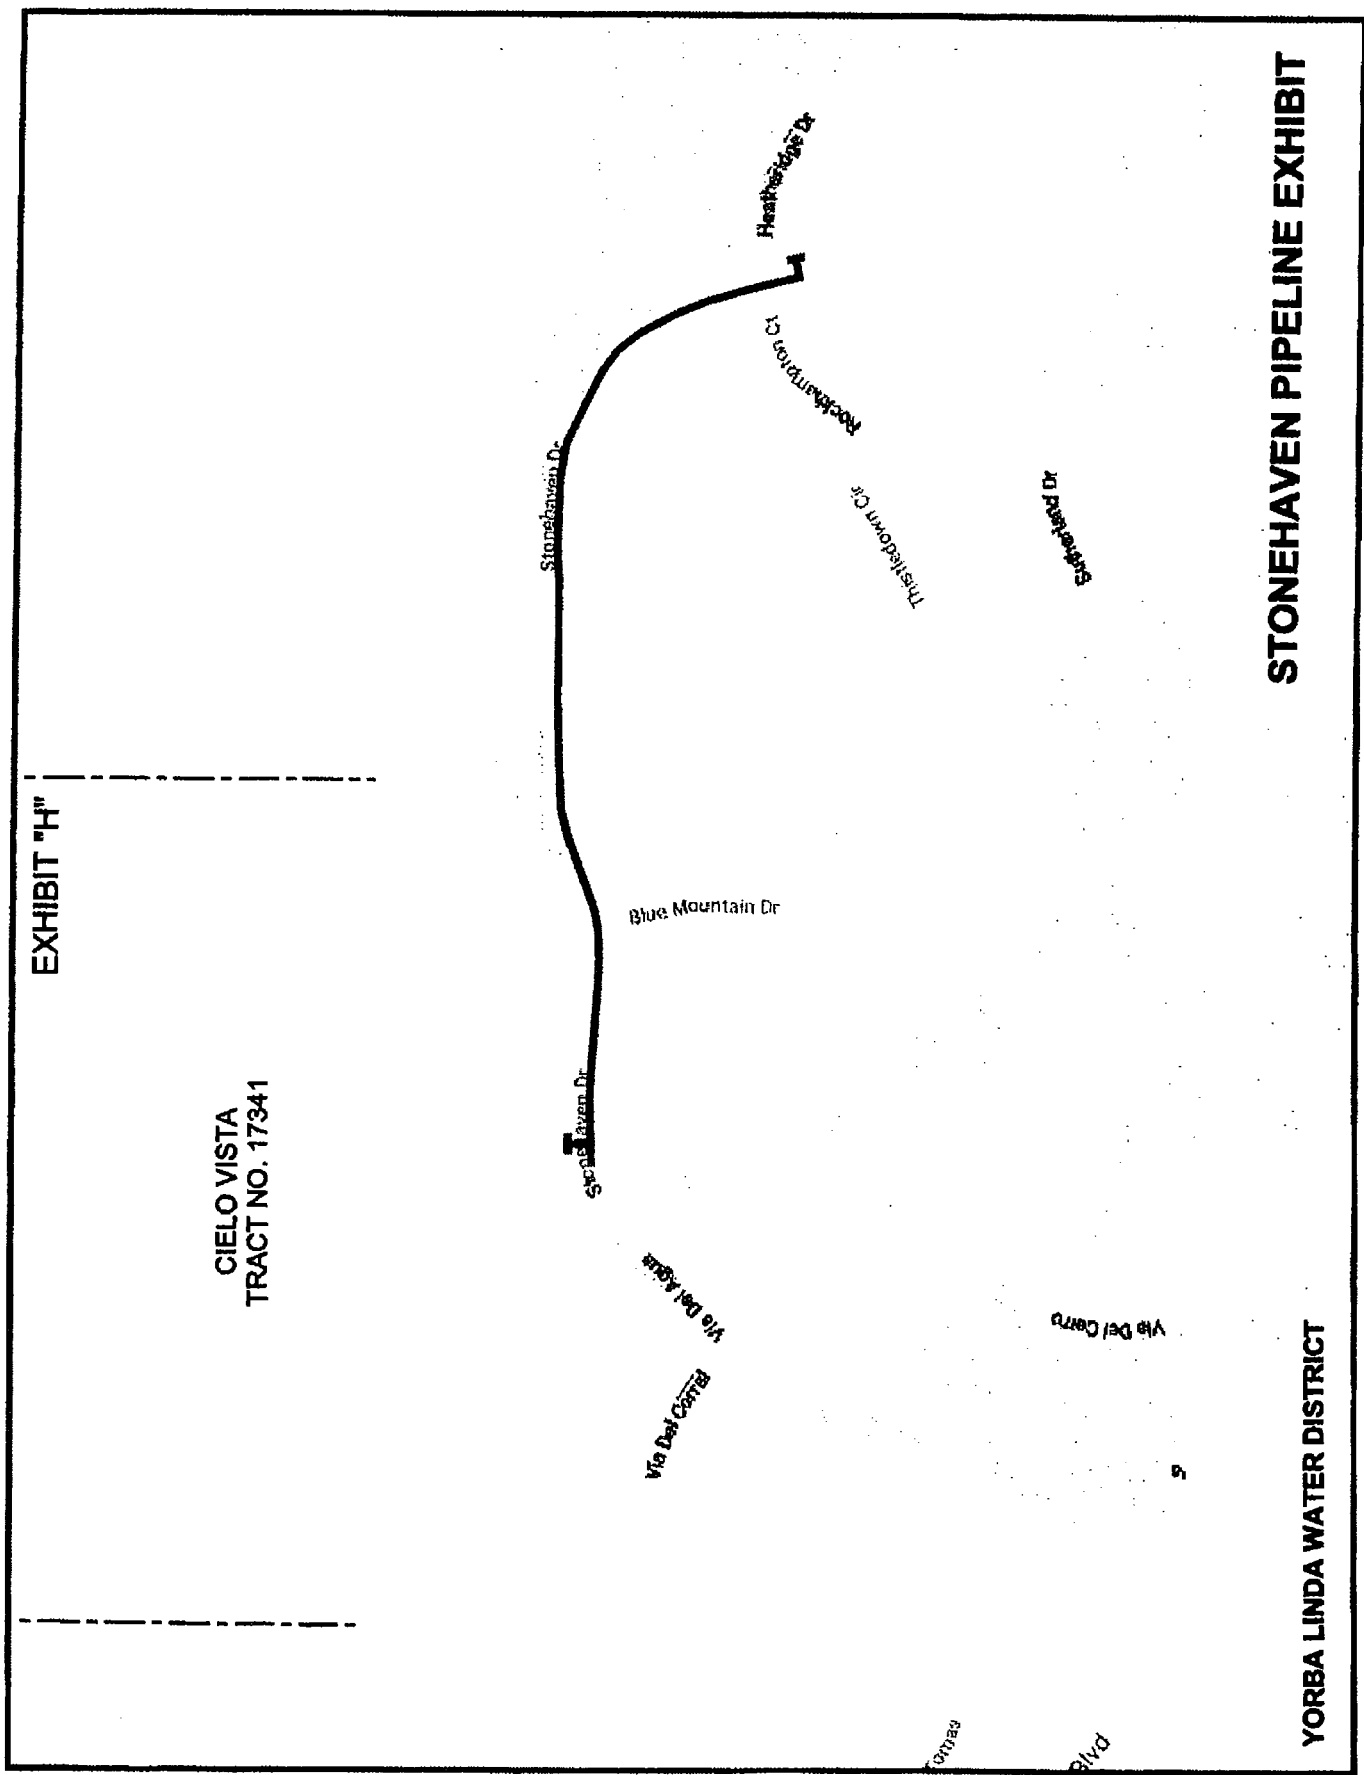 EXHIBIT "H"
CIELO VISTA
TRACT NO. 17341
Stonehaven Dr
Stonehaven Dr
Heatheridge Dr
Rockhampton Ct
Blue Mountain Dr
Via Del Agua
Via Del Corral
Thistledown Cir
Sutherland Dr
Via Del Cerro
Tomas
Blvd
YORBA LINDA WATER DISTRICT
STONEHAVEN PIPELINE EXHIBIT